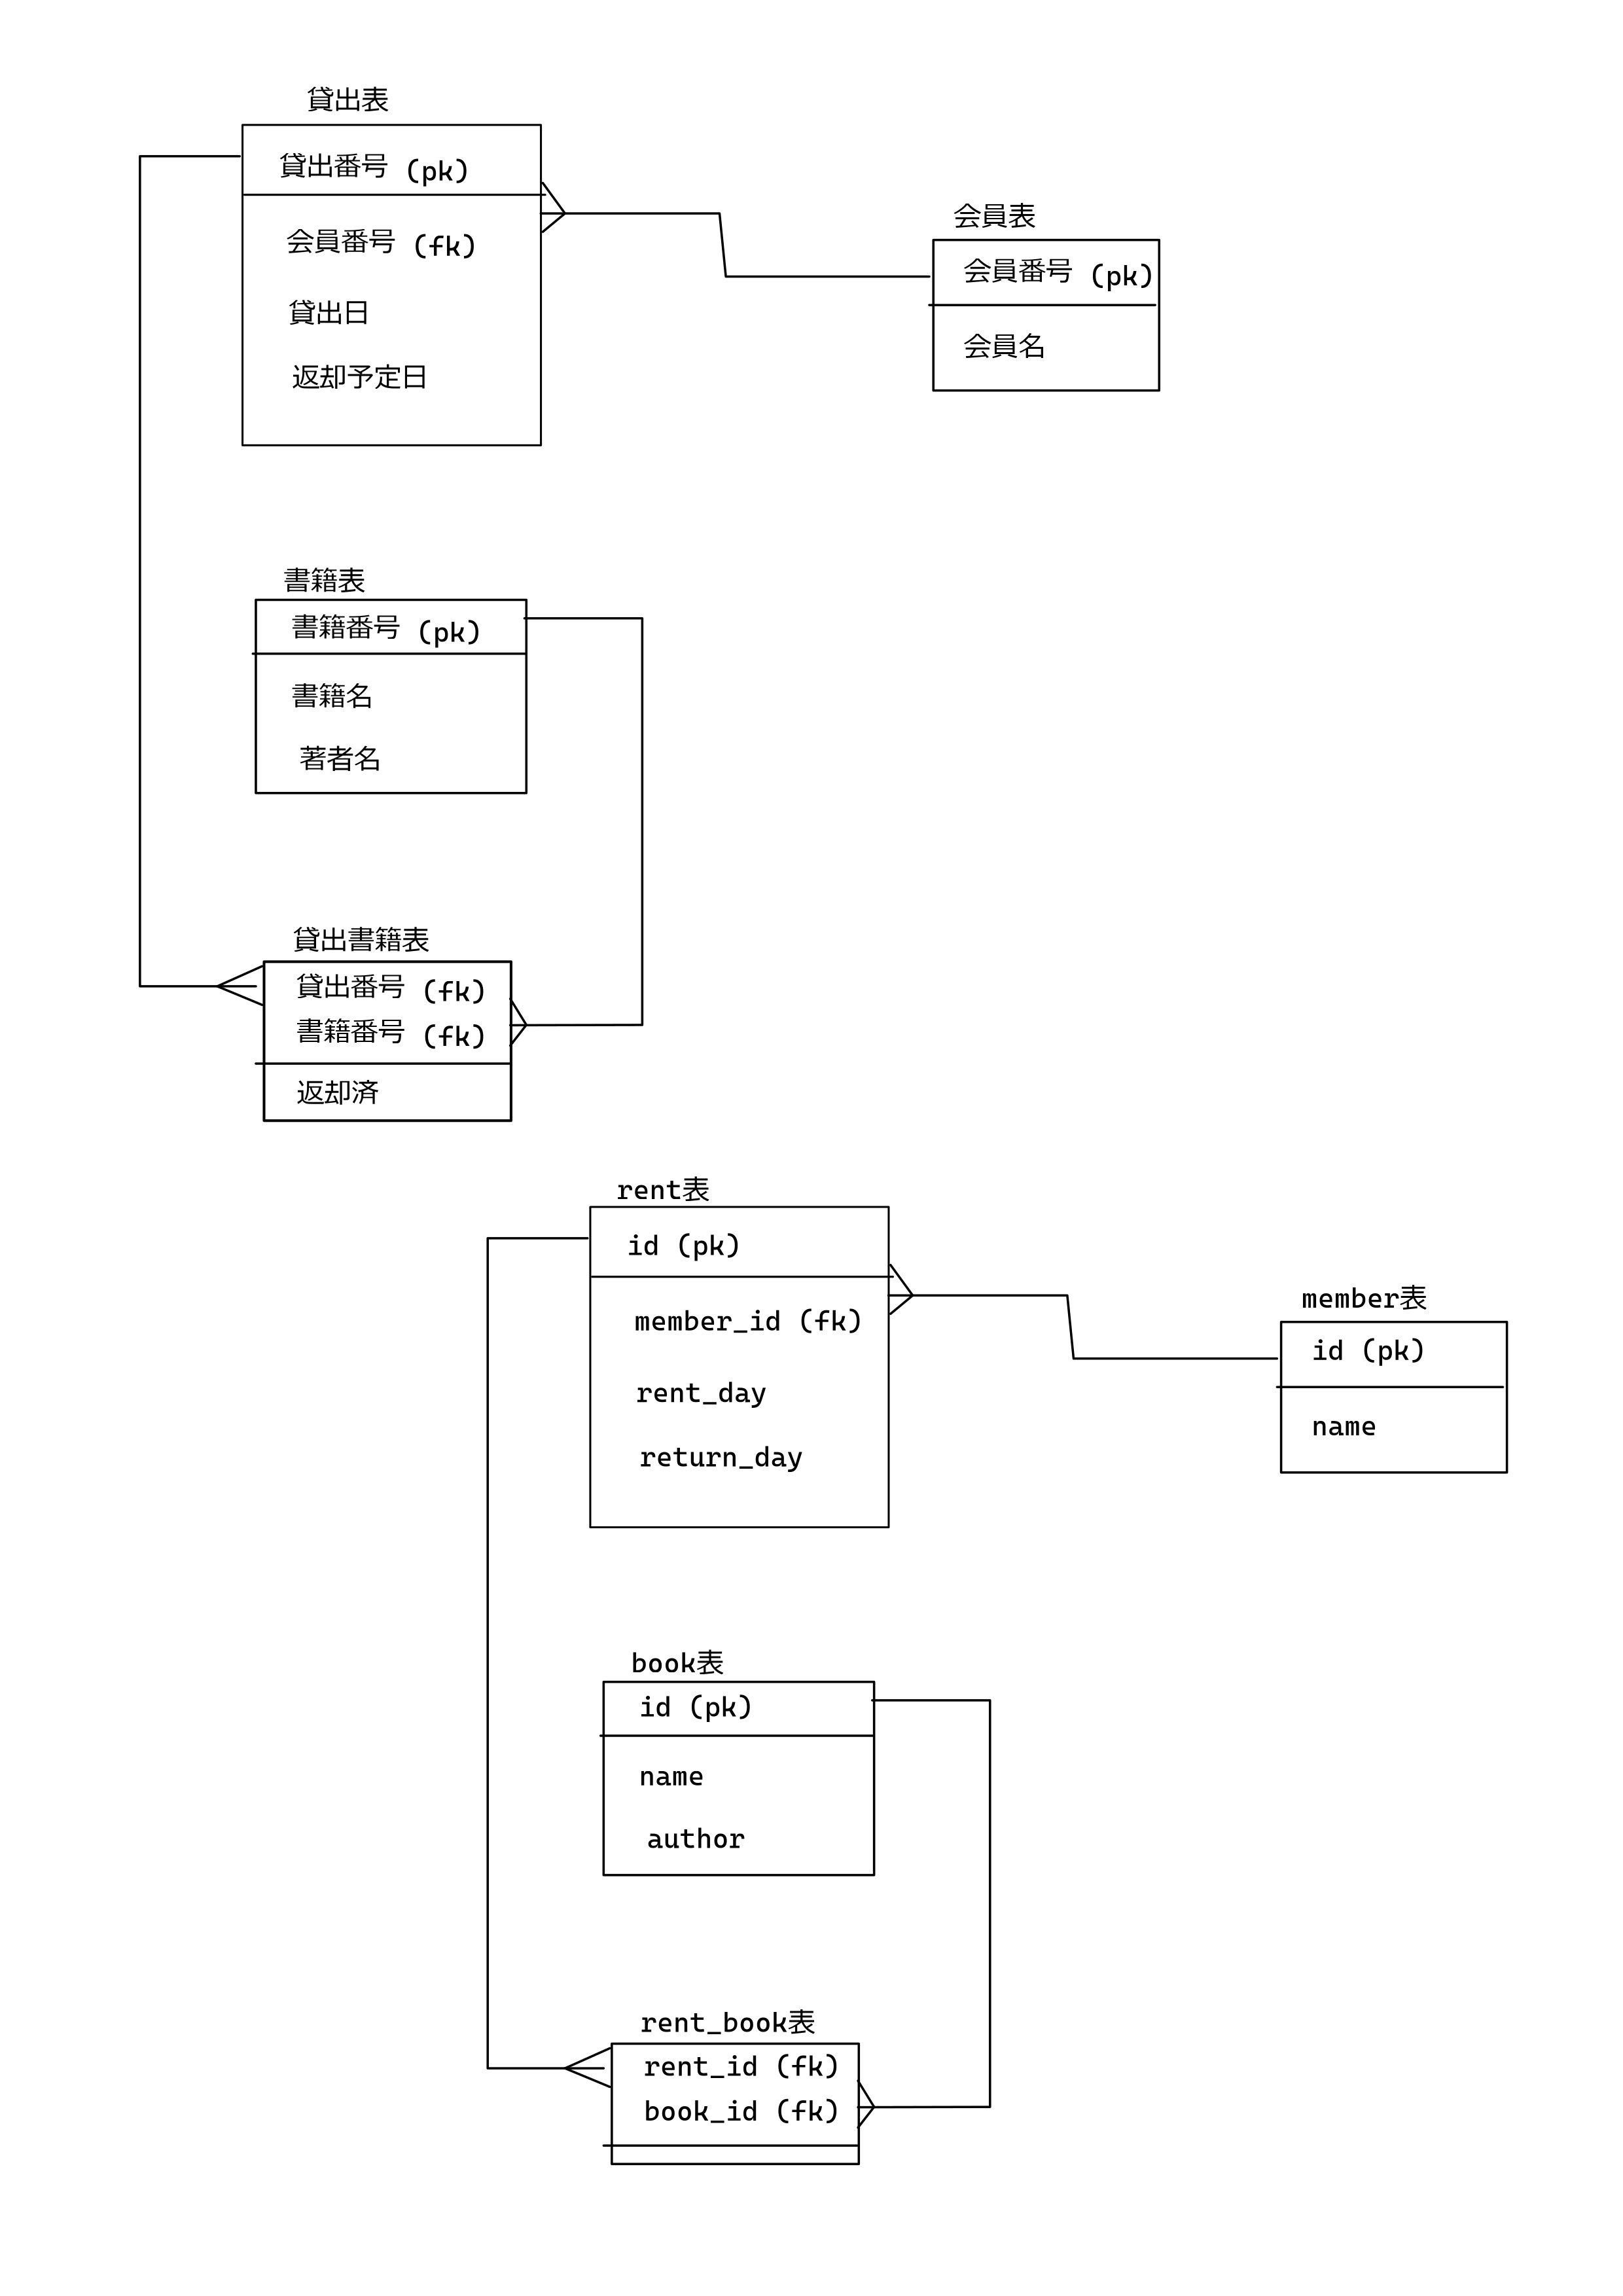 貸出表
貸出番号 (pk)
会員番号 (fk)
貸出日
返却予定日
会員表
会員番号 (pk)
会員名
書籍表
書籍番号 (pk)
書籍名
著者名
貸出書籍表
貸出番号 (fk)
書籍番号 (fk)
返却済
rent表
id (pk)
member_id (fk)
rent_day
return_day
member表
id (pk)
name
book表
id (pk)
name
author
rent_book表
rent_id (fk)
book_id (fk)